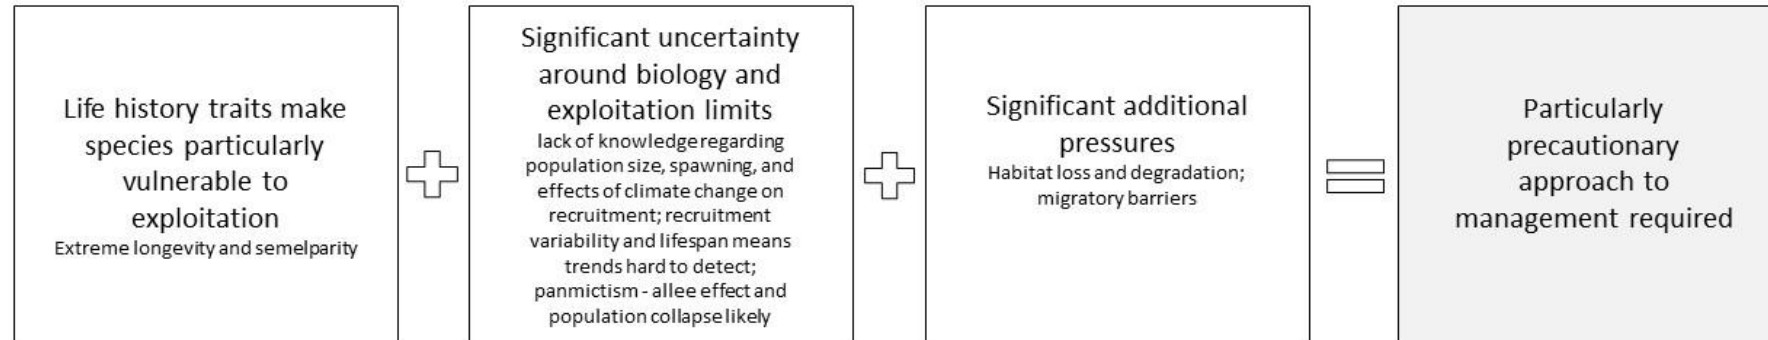 Life history traits make
species particularly
vulnerable to
exploitation
Extreme longevity and semelparity
Significant uncertainty
around biology and
exploitation limits
lack of knowledge regarding
population size, spawning, and
effects of climate change on
recruitment; recruitment
variability and lifespan means
trends hard to detect;
panmictism - allee effect and
population collapse likely
Significant additional
pressures
Habitat loss and degradation;
migratory barriers
Particularly
precautionary
approach to
management required